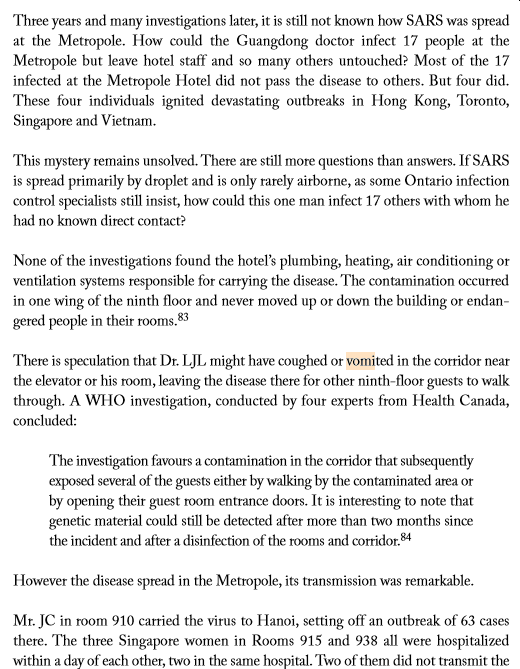 Three years and many investigations later, it is still not known how SARS was spread
at the Metropole. How could the Guangdong doctor infect 17 people at the
Metropole but leave hotel staff and so many others untouched? Most of the 17
infected at the Metropole Hotel did not pass the disease to others. But four did.
These four individuals ignited devastating outbreaks in Hong Kong, Toronto,
Singapore and Vietnam.
This mystery remains unsolved. There are still more questions than answers. If SARS
is spread primarily by droplet and is only rarely airborne, as some Ontario infection
control specialists still insist, how could this one man infect 17 others with whom he
had no known direct contact?
None of the investigations found the hotel's plumbing, heating, air conditioning or
ventilation systems responsible for carrying the disease. The contamination occurred
in one wing of the ninth floor and never moved up or down the building or endan-
gered people in their rooms.83
There is speculation that Dr. LJL might have coughed or vomited in the corridor near
the elevator or his room, leaving the disease there for other ninth-floor guests to walk
through. A WHO investigation, conducted by four experts from Health Canada,
concluded:
The investigation favours a contamination in the corridor that subsequently
exposed several of the guests either by walking by the contaminated area or
by opening their guest room entrance doors. It is interesting to note that
genetic material could still be detected after more than two months since
the incident and after a disinfection of the rooms and corridor.84
However the disease spread in the Metropole, its transmission was remarkable.
Mr. JC in room 910 carried the virus to Hanoi, setting off an outbreak of 63 cases
there. The three Singapore women in Rooms 915 and 938 all were hospitalized
within a day of each other, two in the same hospital. Two of them did not transmit the